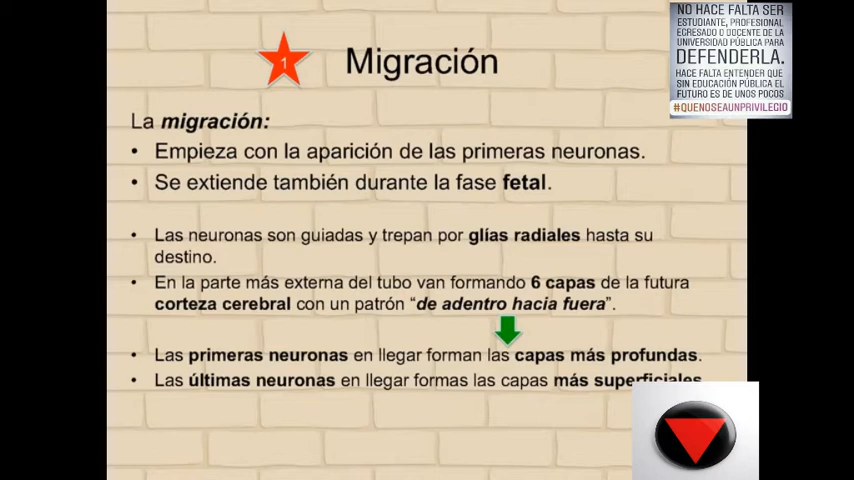 NO HACE FALTA SER
ESTUDIANTE, PROFESIONAL
EGRESADO O DOCENTE DE LA
UNIVERSIDAD PÚBLICA PARA
DEFENDERLA.
HACE FALTA ENTENDER QUE
SIN EDUCACIÓN PÚBLICA EL
FUTURO ES DE UNOS POCOS
#QUENOSEAUNPRIVILEGIO
1
Migración
La migración:
• Empieza con la aparición de las primeras neuronas.
• Se extiende también durante la fase fetal.
• Las neuronas son guiadas y trepan por glías radiales hasta su
destino.
• En la parte más externa del tubo van formando 6 capas de la futura
corteza cerebral con un patrón “de adentro hacia fuera”.
• Las primeras neuronas en llegar forman las capas más profundas.
• Las últimas neuronas en llegar formas las capas más superficiales